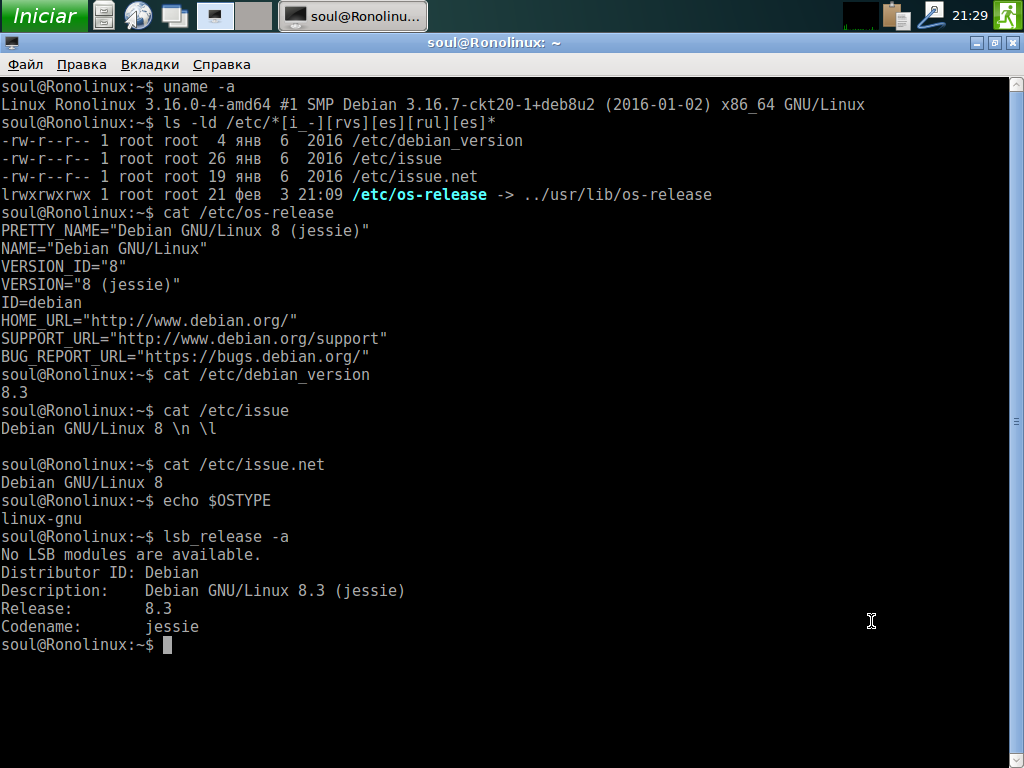 Iniciar
soul@Ronolinu...
21:29
soul@Ronolinux: ~
Файл Правка Вкладки Справка
soul@Ronolinux:~$ uname -a
Linux Ronolinux 3.16.0-4-amd64 #1 SMP Debian 3.16.7-ckt20-1+deb8u2 (2016-01-02) x86_64 GNU/Linux
soul@Ronolinux:~$ ls -ld /etc/*[i_-][rvs][es][rul][es]*
-rw-r--r-- 1 root root  4 янв  6  2016 /etc/debian_version
-rw-r--r-- 1 root root 26 янв  6  2016 /etc/issue
-rw-r--r-- 1 root root 19 янв  6  2016 /etc/issue.net
lrwxrwxrwx 1 root root 21 фев  3 21:09 /etc/os-release -> ../usr/lib/os-release
soul@Ronolinux:~$ cat /etc/os-release
PRETTY_NAME="Debian GNU/Linux 8 (jessie)"
NAME="Debian GNU/Linux"
VERSION_ID="8"
VERSION="8 (jessie)"
ID=debian
HOME_URL="http://www.debian.org/"
SUPPORT_URL="http://www.debian.org/support"
BUG_REPORT_URL="https://bugs.debian.org/"
soul@Ronolinux:~$ cat /etc/debian_version
8.3
soul@Ronolinux:~$ cat /etc/issue
Debian GNU/Linux 8 \n \l
soul@Ronolinux:~$ cat /etc/issue.net
Debian GNU/Linux 8
soul@Ronolinux:~$ echo $OSTYPE
linux-gnu
soul@Ronolinux:~$ lsb_release -a
No LSB modules are available.
Distributor ID: Debian
Description:    Debian GNU/Linux 8.3 (jessie)
Release:        8.3
Codename:       jessie
soul@Ronolinux:~$